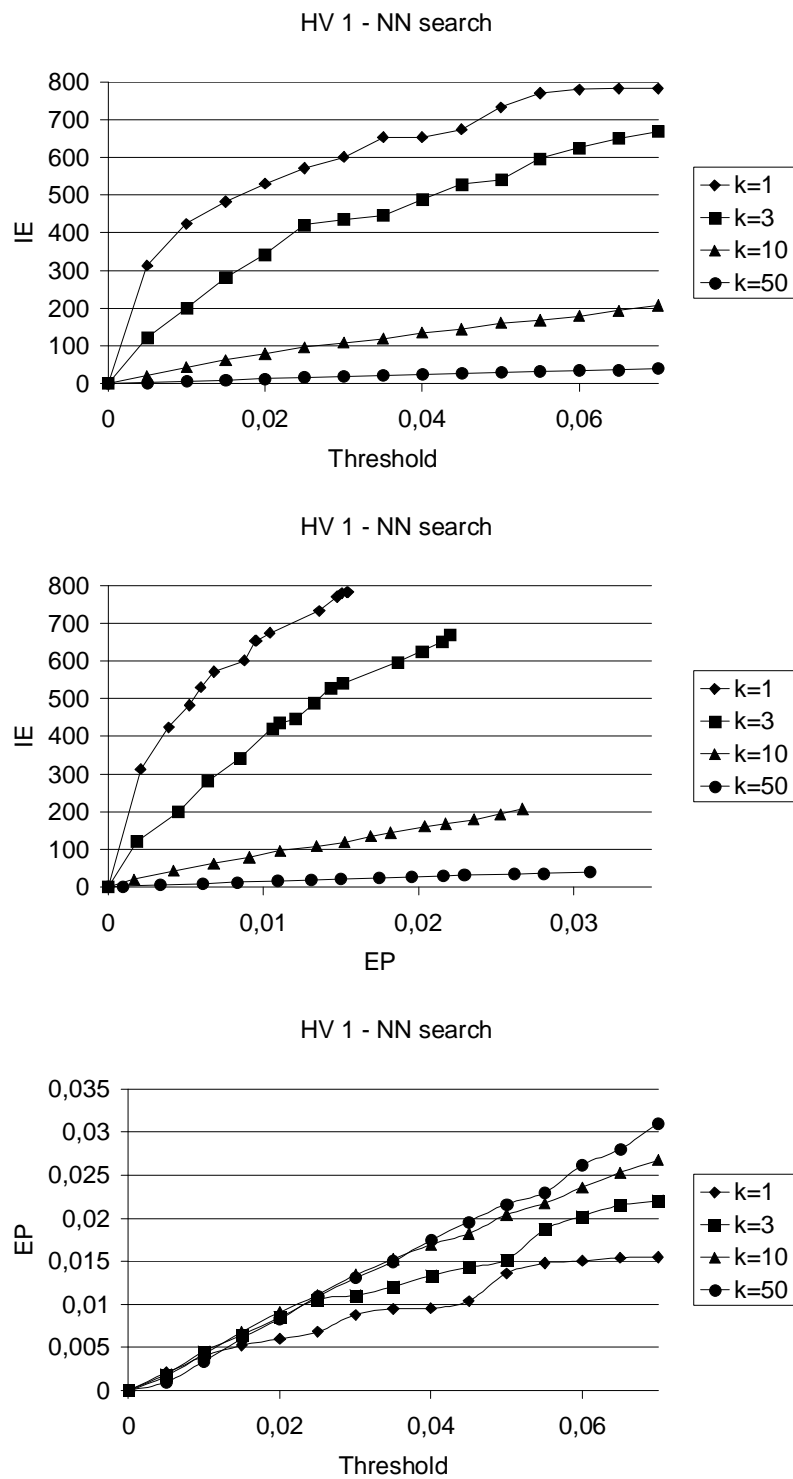 HV 1 - NN search
800
700
600
500
400
300
200
100
0
IE
0 0,02 0,04 0,06
Threshold
k=1
k=3
k=10
k=50
HV 1 - NN search
800
700
600
500
400
300
200
100
0
IE
0 0,01 0,02 0,03
EP
k=1
k=3
k=10
k=50
HV 1 - NN search
0,035
0,03
0,025
0,02
0,015
0,01
0,005
0
EP
0 0,02 0,04 0,06
Threshold
k=1
k=3
k=10
k=50